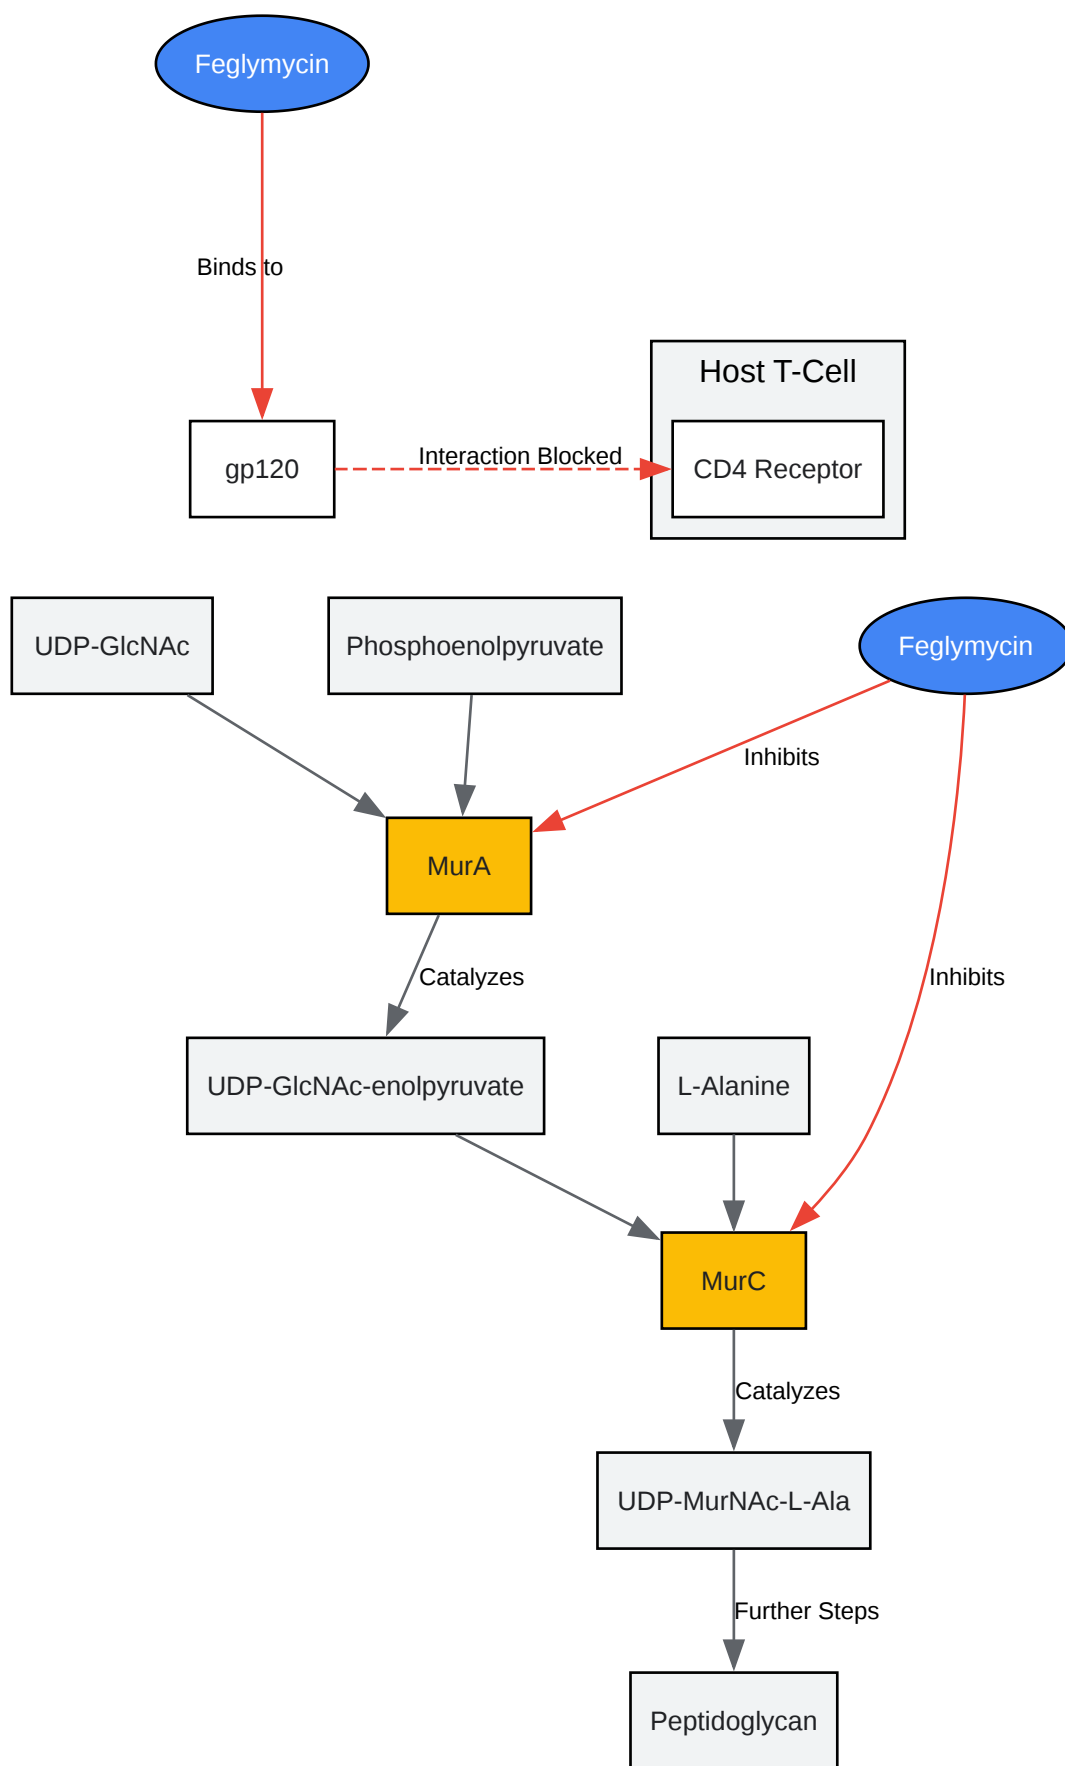 Feglymycin
Binds to
Host T-Cell
gp120
Interaction Blocked
CD4 Receptor
UDP-GlcNAc
Phosphoenolpyruvate
Feglymycin
Inhibits
MurA
Catalyzes
Inhibits
UDP-GlcNAc-enolpyruvate
L-Alanine
MurC
Catalyzes
UDP-MurNAc-L-Ala
Further Steps
Peptidoglycan